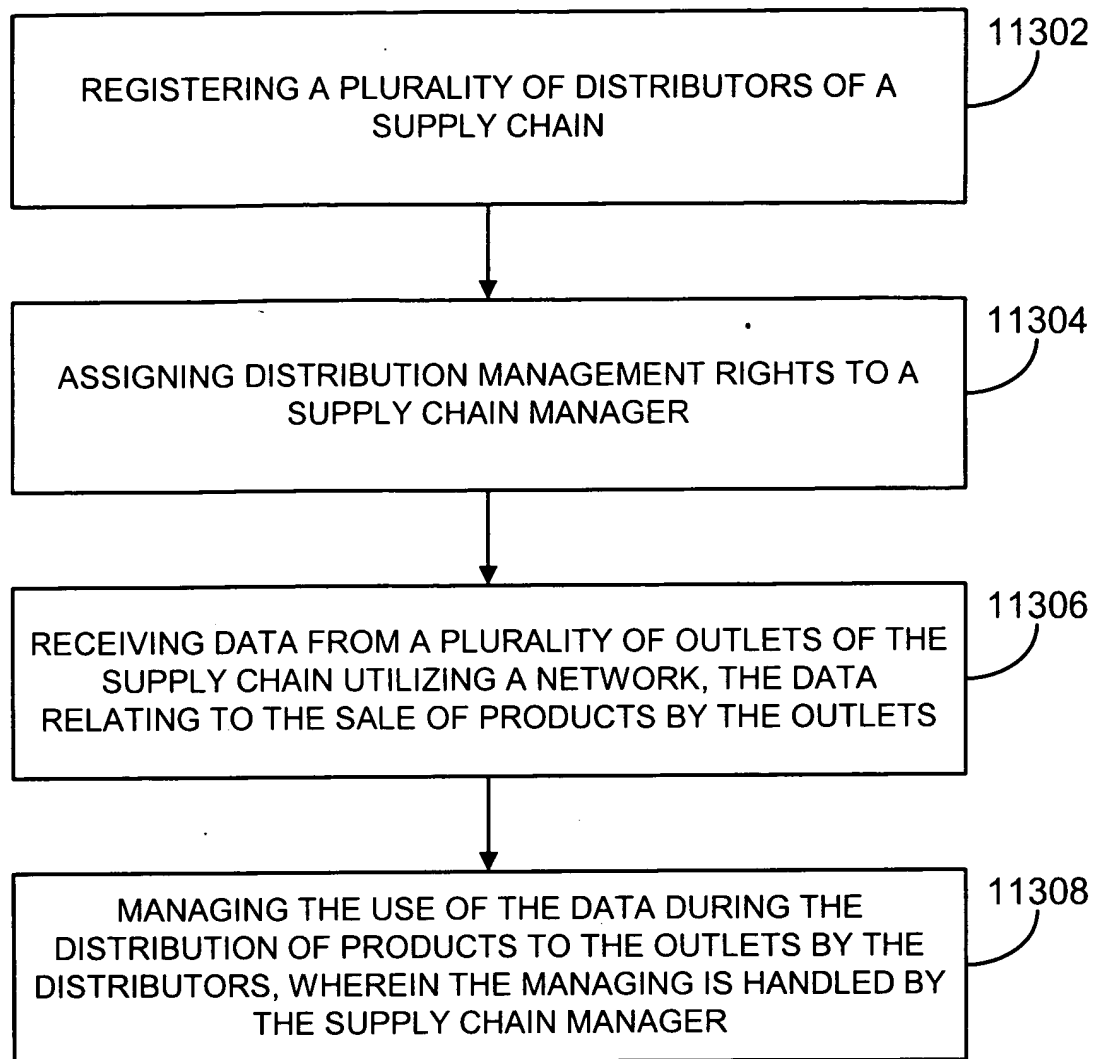 11302
REGISTERING A PLURALITY OF DISTRIBUTORS OF A
SUPPLY CHAIN
11304
ASSIGNING DISTRIBUTION MANAGEMENT RIGHTS TO A
SUPPLY CHAIN MANAGER
11306
RECEIVING DATA FROM A PLURALITY OF OUTLETS OF THE
SUPPLY CHAIN UTILIZING A NETWORK, THE DATA
RELATING TO THE SALE OF PRODUCTS BY THE OUTLETS
11308
MANAGING THE USE OF THE DATA DURING THE
DISTRIBUTION OF PRODUCTS TO THE OUTLETS BY THE
DISTRIBUTORS, WHEREIN THE MANAGING IS HANDLED BY
THE SUPPLY CHAIN MANAGER